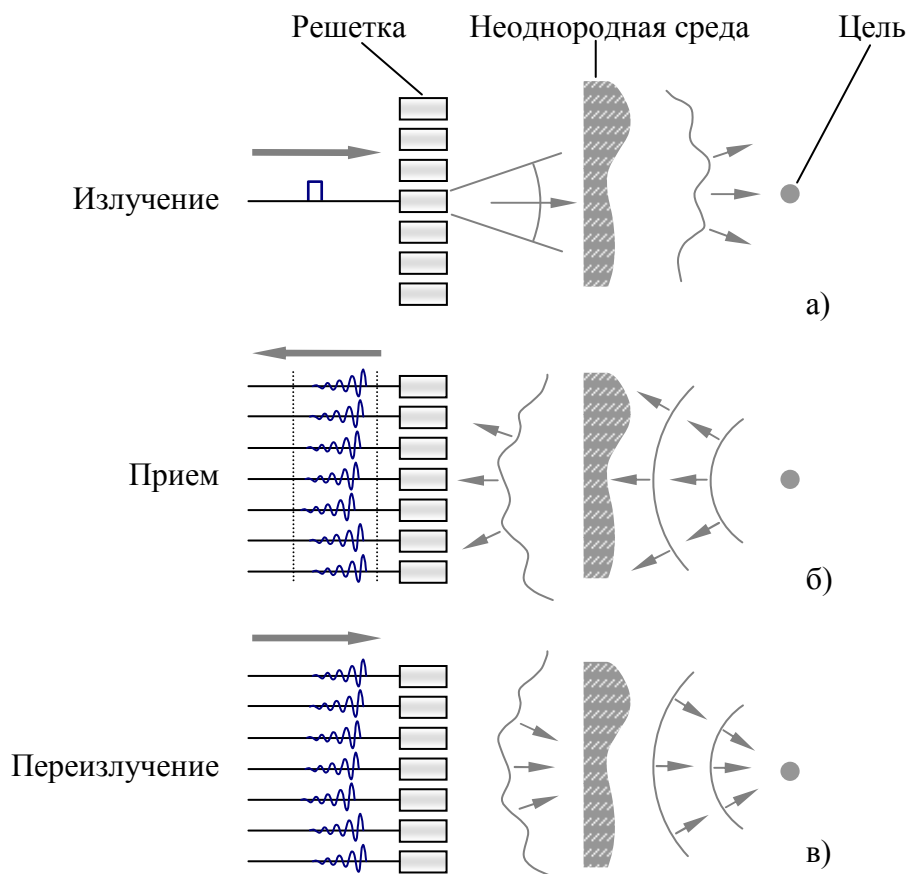 Решетка
Неоднородная среда
Цель
Излучение
а)
Прием
б)
Переизлучение
в)